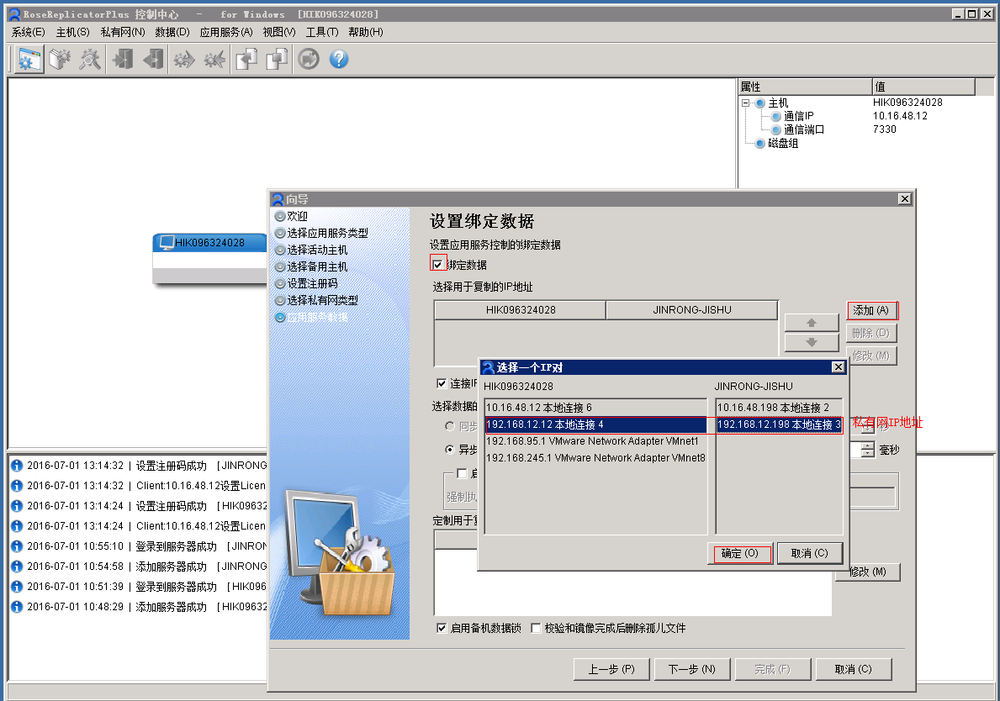 RoseReplicatorPlus 控制中心 - for Windows [HIK096324028]
系统(E) 主机(S) 私有网(N) 数据(D) 应用服务(A) 视图(V) 工具(T) 帮助(H)
属性 值
主机 HIK096324028
通信IP 10.16.48.12
通信端口 7330
磁盘组
HIK096324028
向导
欢迎
选择应用服务类型
选择活动主机
选择备用主机
设置注册码
选择私有网类型
应用服务数据
设置绑定数据
设置应用服务控制的绑定数据
绑定数据
选择用于复制的IP地址
HIK096324028 JINRONG-JISHU
添加 (A)
删除 (D)
修改 (M)
连接IP
选择数据的
同步
异步
毫秒
强制执
定制用于复
修改 (M)
选择一个IP对
HIK096324028 JINRONG-JISHU
10.16.48.12 本地连接 6 10.16.48.198 本地连接 2
192.168.12.12 本地连接 4 192.168.12.198 本地连接 3
私有网IP地址
192.168.95.1 VMware Network Adapter VMnet1
192.168.245.1 VMware Network Adapter VMnet8
确定 (O) 取消 (C)
启用备机数据锁 校验和镜像完成后删除孤儿文件
上一步 (P) 下一步 (N) 完成 (F) 取消 (C)
2016-07-01 13:14:32 | 设置注册码成功 [JINRONG
2016-07-01 13:14:32 | Client:10.16.48.12设置Licen
2016-07-01 13:14:24 | 设置注册码成功 [HIK0963
2016-07-01 13:14:24 | Client:10.16.48.12设置Licen
2016-07-01 10:55:10 | 登录到服务器成功 [JINRON
2016-07-01 10:54:58 | 添加服务器成功 [JINRONG
2016-07-01 10:51:39 | 登录到服务器成功 [HIK096
2016-07-01 10:48:29 | 添加服务器成功 [HIK09632